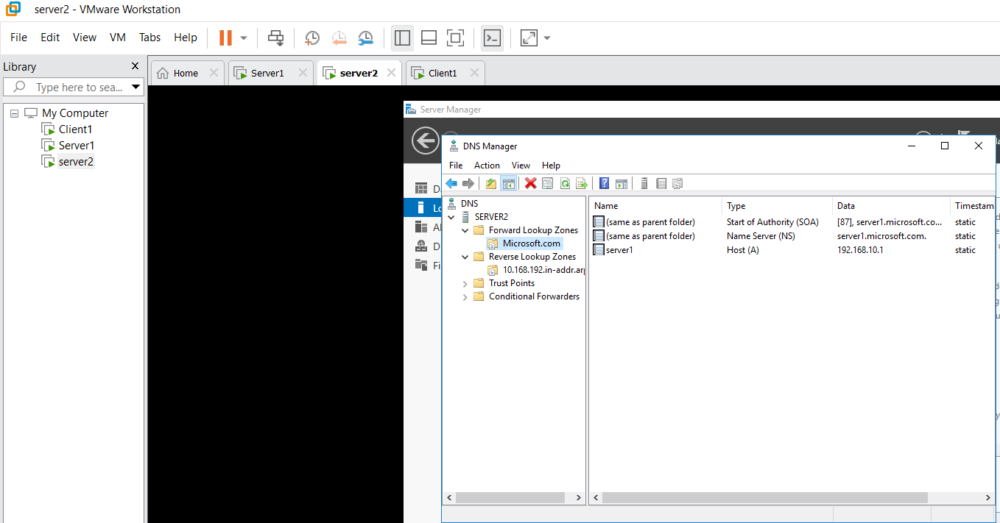 server2 - VMware Workstation
File Edit View VM Tabs Help
Library
Type here to sea...
My Computer
Client1
Server1
server2
Home
Server1
server2
Client1
Server Manager
DNS Manager
File Action View Help
DNS
SERVER2
Forward Lookup Zones
Microsoft.com
Reverse Lookup Zones
10.168.192.in-addr.arp
Trust Points
Conditional Forwarders
Name Type Data Timestam
(same as parent folder) Start of Authority (SOA) [87], server1.microsoft.co... static
(same as parent folder) Name Server (NS) server1.microsoft.com. static
server1 Host (A) 192.168.10.1 static